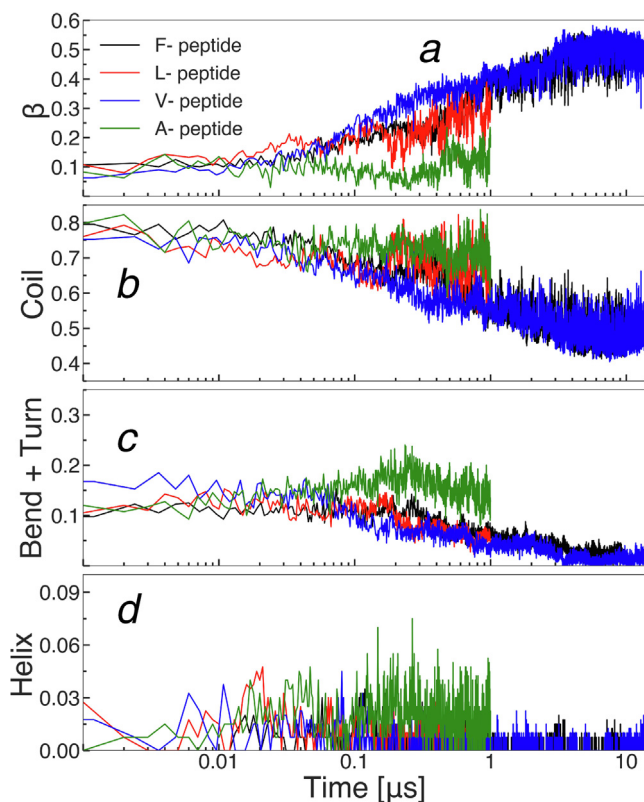 0.6
0.5
0.4
0.3
0.2
0.1
β
F- peptide
L- peptide
V- peptide
A- peptide
a
0.8
0.7
0.6
0.5
0.4
Coil
b
0.3
0.2
0.1
Bend + Turn
c
0.09
0.06
0.03
0.00
Helix
d
0.01
0.1
1
10
Time [μs]